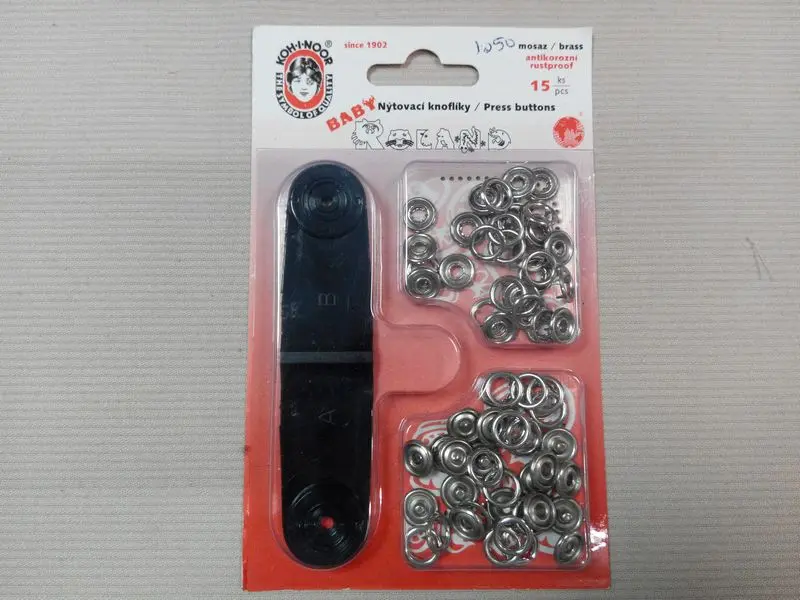 KOH·I·NOOR®
THE SYMBOL OF QUALITY
since 1902
1,050
mosaz / brass
antikorozní
rustproof
15 ks
pcs
BABY
Nýtovací knoflíky / Press buttons
ROLAND
B
A